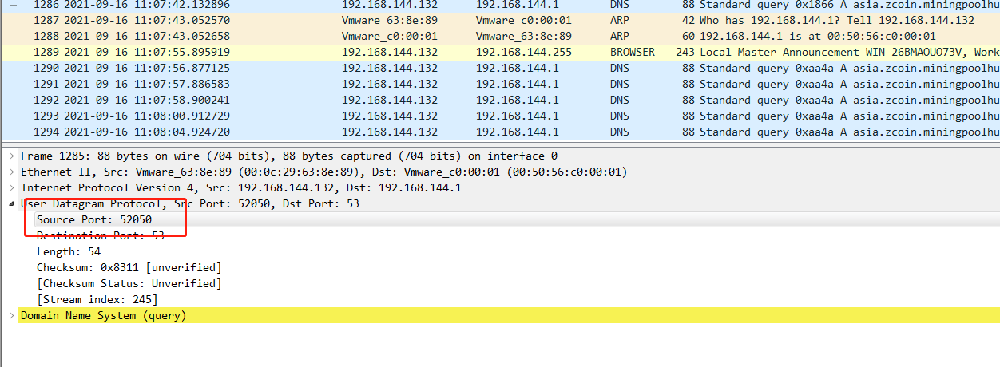 1286 2021-09-16 11:07:42.132896 192.168.144.132 192.168.144.1 DNS 88 Standard query 0x1866 A asia.zcoin.miningpoolhu
1287 2021-09-16 11:07:43.052570 Vmware_63:8e:89 Vmware_c0:00:01 ARP 42 Who has 192.168.144.1? Tell 192.168.144.132
1288 2021-09-16 11:07:43.052658 Vmware_c0:00:01 Vmware_63:8e:89 ARP 60 192.168.144.1 is at 00:50:56:c0:00:01
1289 2021-09-16 11:07:55.895919 192.168.144.132 192.168.144.255 BROWSER 243 Local Master Announcement WIN-26BMAOUO73V, Work
1290 2021-09-16 11:07:56.877125 192.168.144.132 192.168.144.1 DNS 88 Standard query 0xaa4a A asia.zcoin.miningpoolhu
1291 2021-09-16 11:07:57.886583 192.168.144.132 192.168.144.1 DNS 88 Standard query 0xaa4a A asia.zcoin.miningpoolhu
1292 2021-09-16 11:07:58.900241 192.168.144.132 192.168.144.1 DNS 88 Standard query 0xaa4a A asia.zcoin.miningpoolhu
1293 2021-09-16 11:08:00.912729 192.168.144.132 192.168.144.1 DNS 88 Standard query 0xaa4a A asia.zcoin.miningpoolhu
1294 2021-09-16 11:08:04.924720 192.168.144.132 192.168.144.1 DNS 88 Standard query 0xaa4a A asia.zcoin.miningpoolhu
Frame 1285: 88 bytes on wire (704 bits), 88 bytes captured (704 bits) on interface 0
Ethernet II, Src: Vmware_63:8e:89 (00:0c:29:63:8e:89), Dst: Vmware_c0:00:01 (00:50:56:c0:00:01)
Internet Protocol Version 4, Src: 192.168.144.132, Dst: 192.168.144.1
User Datagram Protocol, Src Port: 52050, Dst Port: 53
Source Port: 52050
Destination Port: 53
Length: 54
Checksum: 0x8311 [unverified]
[Checksum Status: Unverified]
[Stream index: 245]
Domain Name System (query)